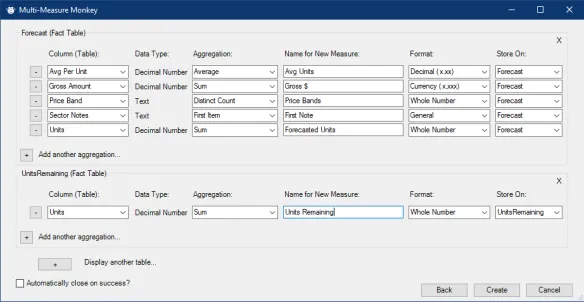 Multi-Measure Monkey
Forecast (Fact Table)
X
Column (Table): Data Type: Aggregation: Name for New Measure: Format: Store On:
- Avg Per Unit Decimal Number Average Avg Units Decimal (x.xx) Forecast
- Gross Amount Decimal Number Sum Gross $ Currency (x,xxx) Forecast
- Price Band Text Distinct Count Price Bands Whole Number Forecast
- Sector Notes Text First Item First Note General Forecast
- Units Decimal Number Sum Forecasted Units Whole Number Forecast
+ Add another aggregation...
UnitsRemaining (Fact Table)
X
Column (Table): Data Type: Aggregation: Name for New Measure: Format: Store On:
- Units Decimal Number Sum Units Remaining Whole Number UnitsRemaining
+ Add another aggregation...
+ Display another table...
Automatically close on success?
Back Create Cancel